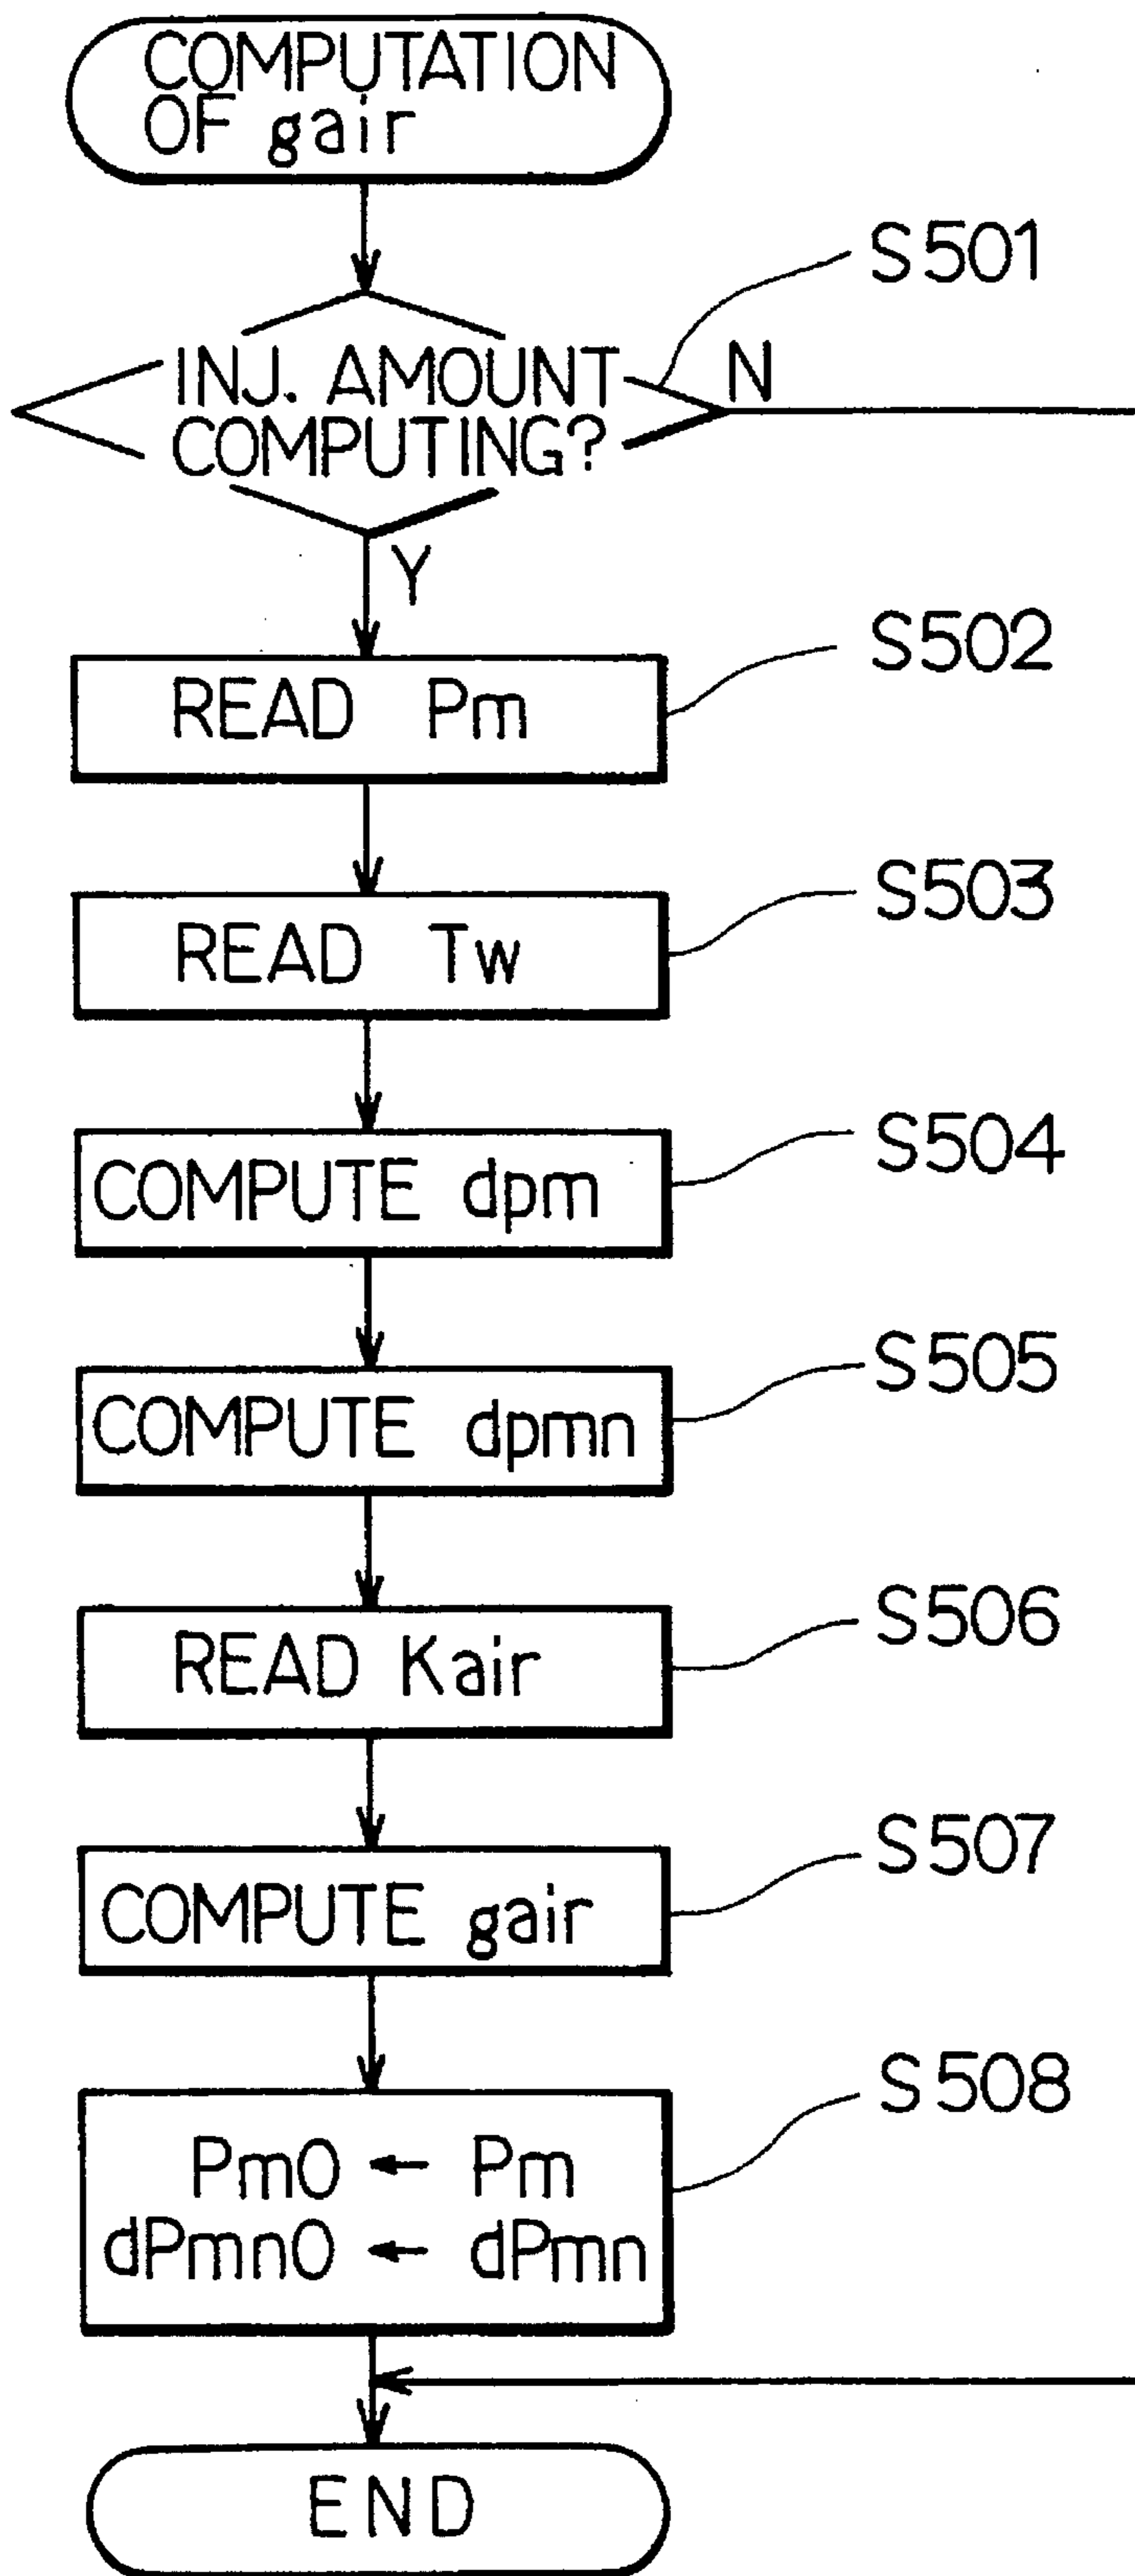 COMPUTATION
OF gair
S501
INJ. AMOUNT
COMPUTING?
N
Y
S502
READ Pm
S503
READ Tw
S504
COMPUTE dpm
S505
COMPUTE dpmn
S506
READ Kair
S507
COMPUTE gair
S508
Pm0 ← Pm
dPmn0 ← dPmn
END